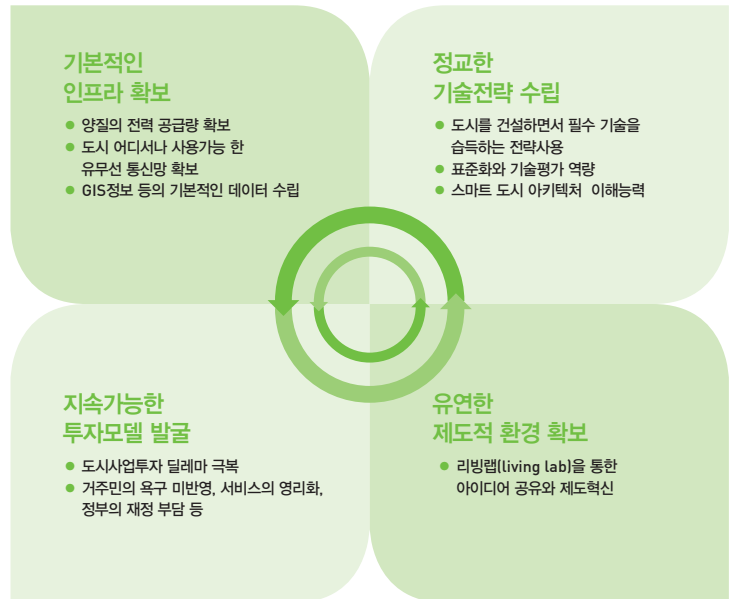 기본적인
인프라 확보
● 양질의 전력 공급량 확보
● 도시 어디서나 사용가능 한
유무선 통신망 확보
● GIS정보 등의 기본적인 데이터 수립
정교한
기술전략 수립
● 도시를 건설하면서 필수 기술을
습득하는 전략사용
● 표준화와 기술평가 역량
● 스마트 도시 아키텍처 이해능력
지속가능한
투자모델 발굴
● 도시사업투자 딜레마 극복
● 거주민의 욕구 미반영, 서비스의 영리화,
정부의 재정 부담 등
유연한
제도적 환경 확보
● 리빙랩(living lab)을 통한
아이디어 공유와 제도혁신